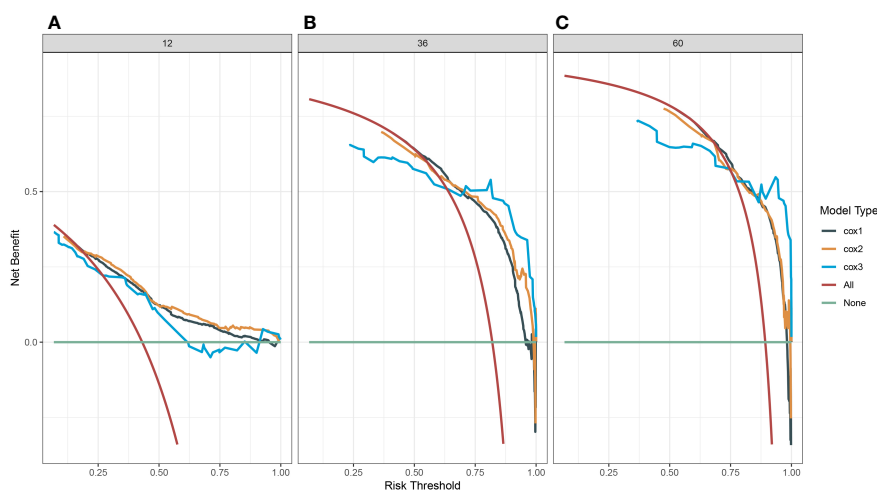 A B C
12 36 60
Net Benefit
0.5
0.0
0.25 0.50 0.75 1.00 0.25 0.50 0.75 1.00 0.25 0.50 0.75 1.00
Risk Threshold
Model Type
cox1
cox2
cox3
All
None